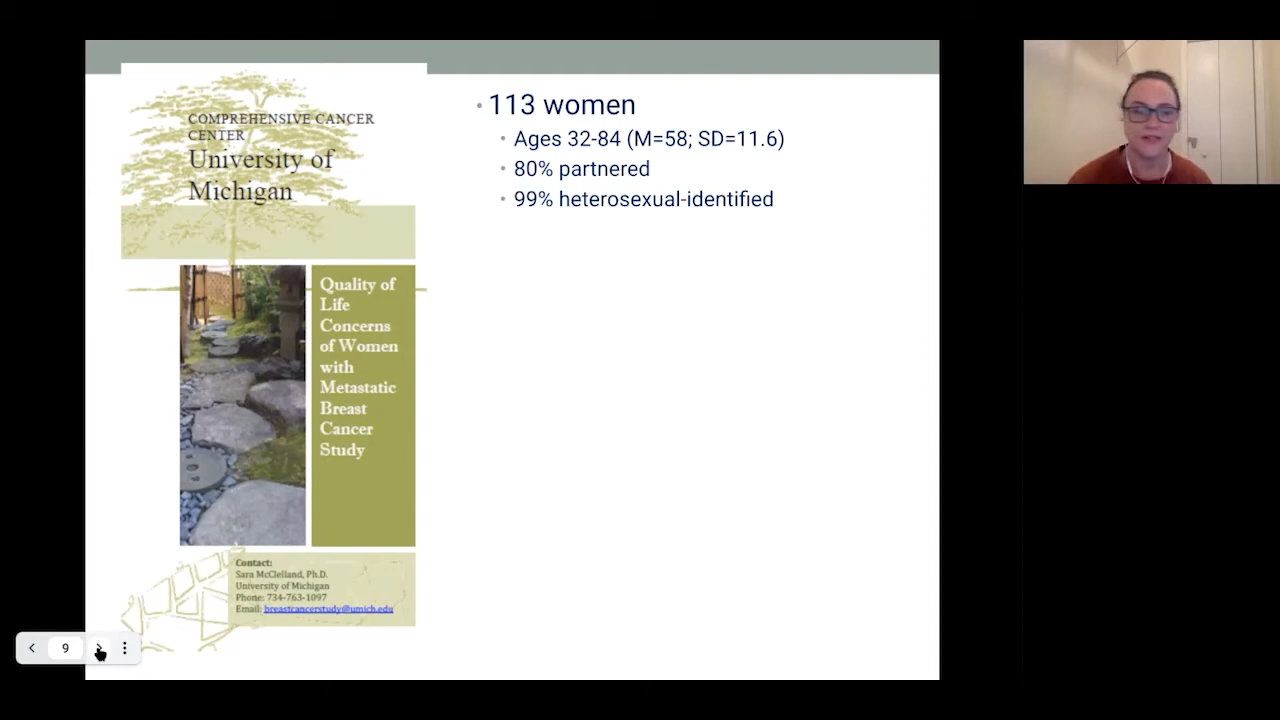 COMPREHENSIVE CANCER
CENTER
University of
Michigan
Quality of
Life
Concerns
of Women
with
Metastatic
Breast
Cancer
Study
Contact:
Sara McClelland, Ph.D.
University of Michigan
Phone: 734-763-1097
Email: breastcancerstudy@umich.edu
• 113 women
• Ages 32-84 (M=58; SD=11.6)
• 80% partnered
• 99% heterosexual-identified
9